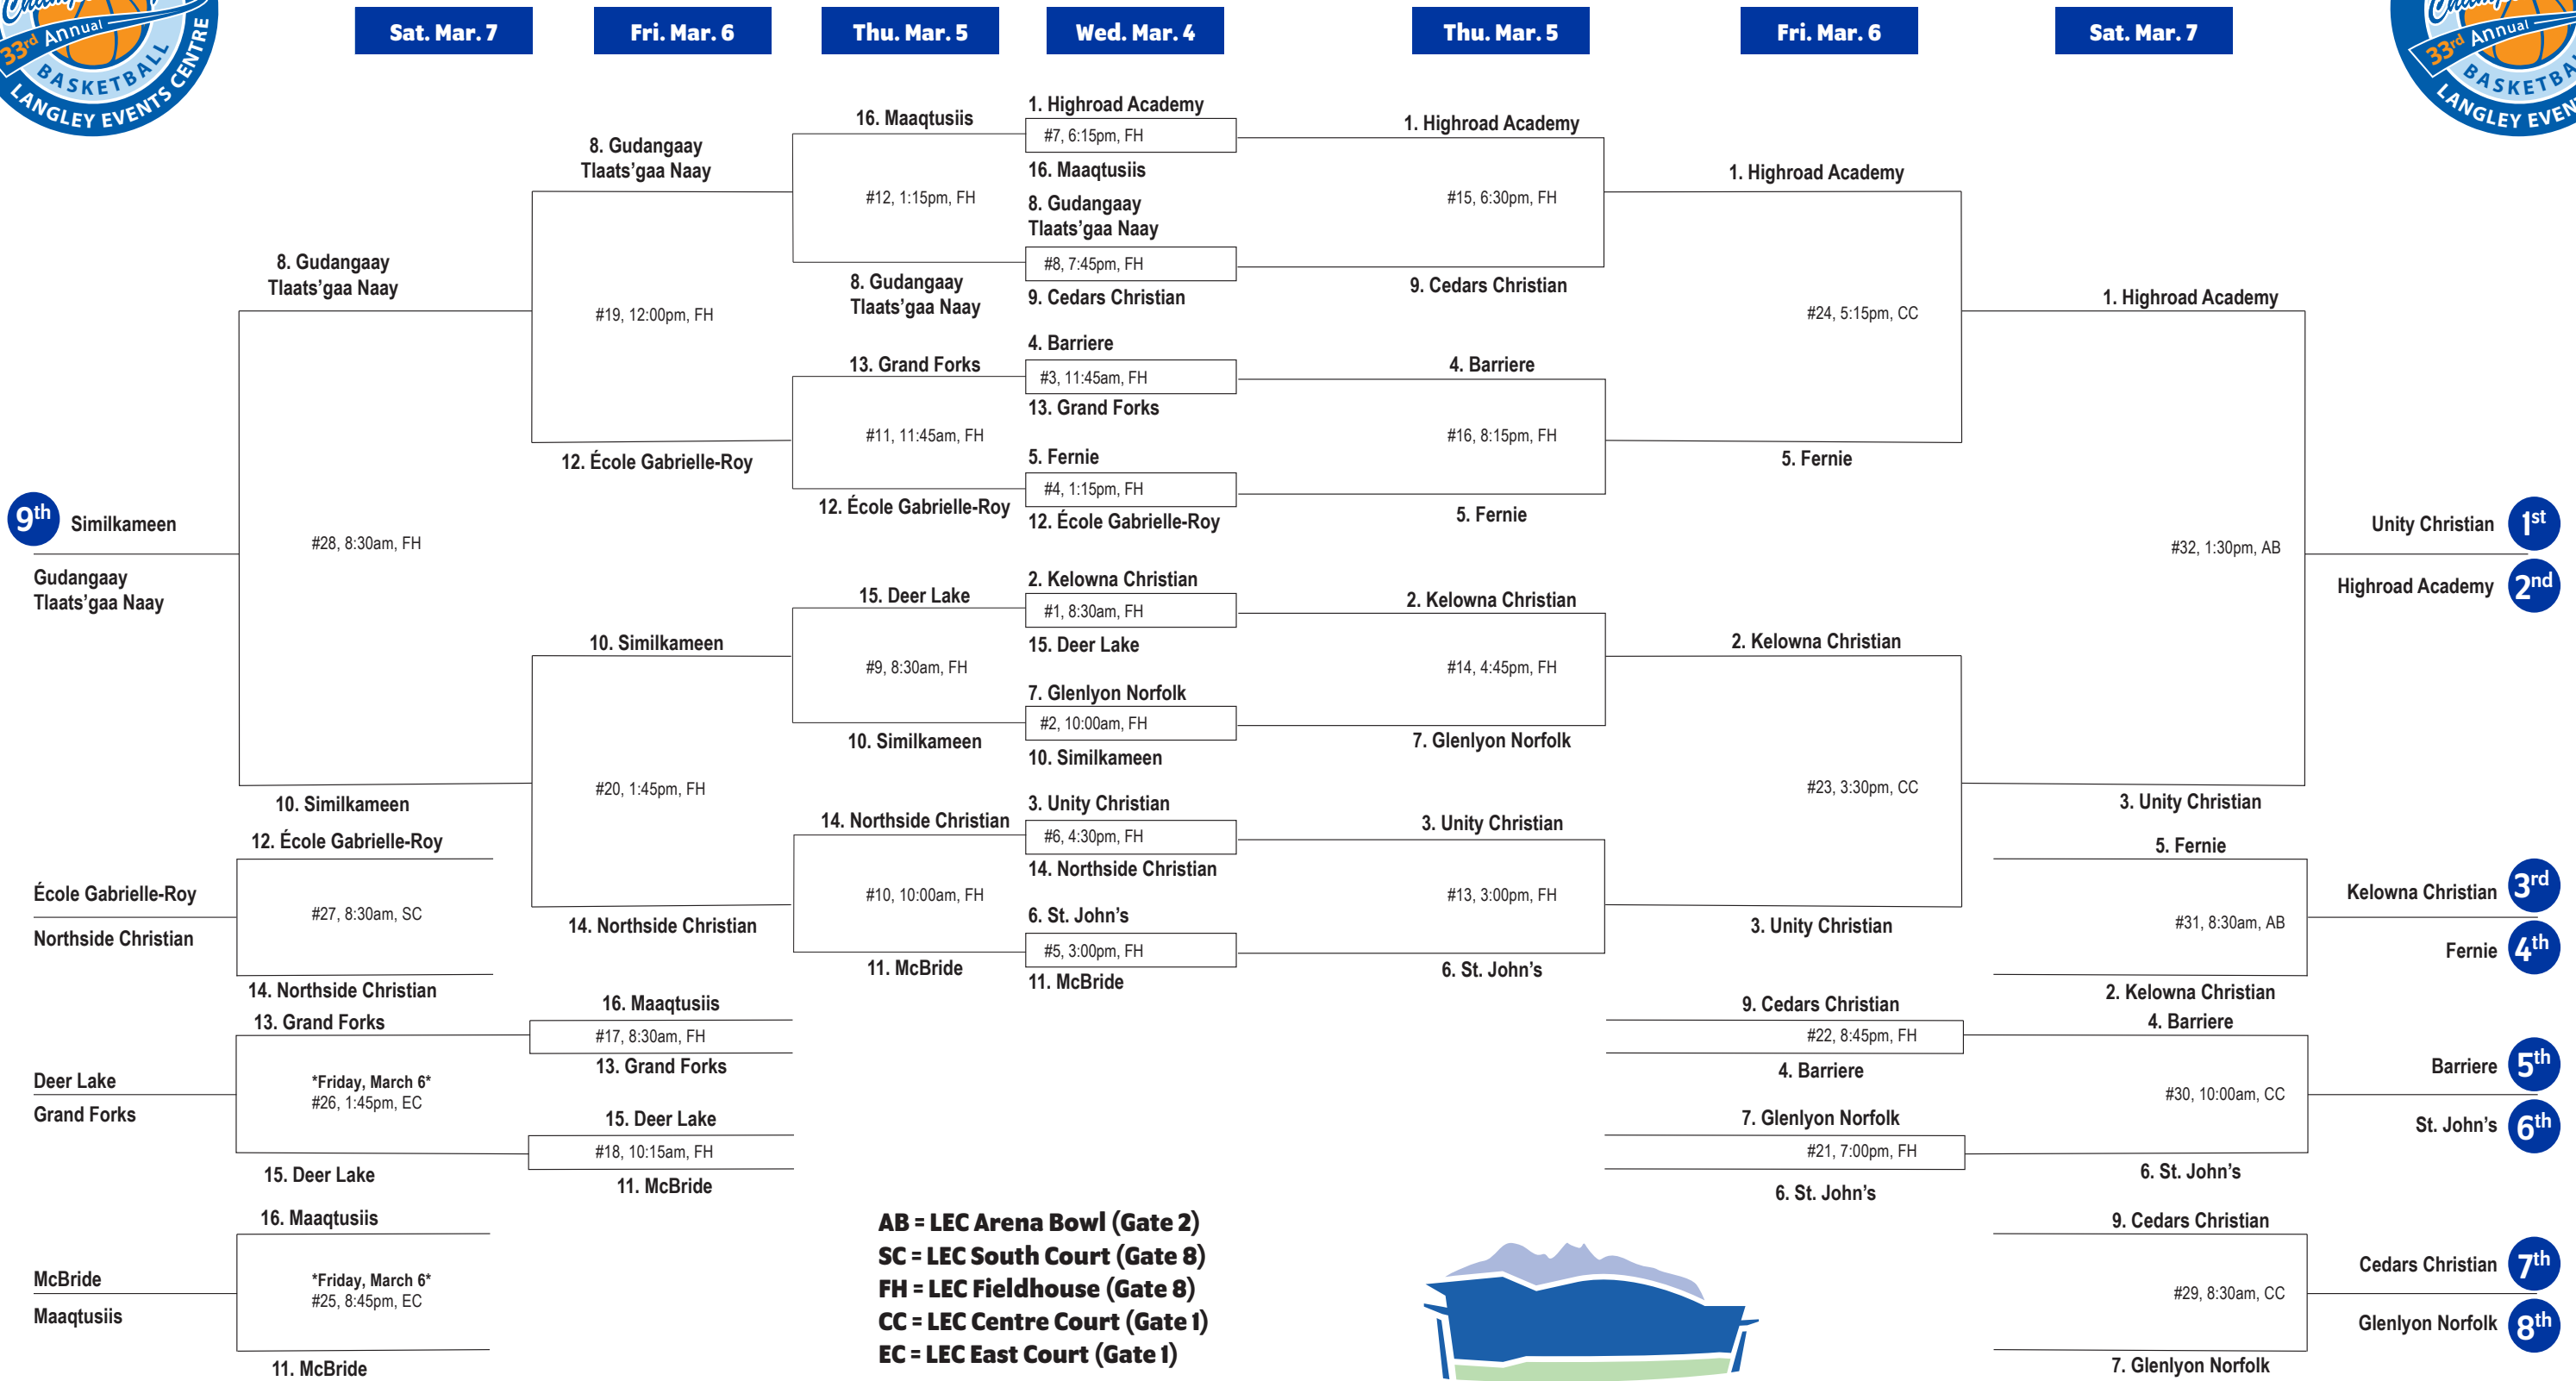 33rd Annual
BASKETBALL
LANGLEY EVENTS CENTRE
Sat. Mar. 7
Fri. Mar. 6
Thu. Mar. 5
Wed. Mar. 4
Thu. Mar. 5
Fri. Mar. 6
Sat. Mar. 7
33rd Annual
8. Gudangaay
Tlaats'gaa Naay
#28, 8:30am, FH
10. Similkameen
9th Similkameen
Gudangaay
Tlaats'gaa Naay
12. École Gabrielle-Roy
#27, 8:30am, SC
14. Northside Christian
École Gabrielle-Roy
Northside Christian
13. Grand Forks
*Friday, March 6*
#26, 1:45pm, EC
15. Deer Lake
Deer Lake
Grand Forks
16. Maaqtusiis
*Friday, March 6*
#25, 8:45pm, EC
11. McBride
McBride
Maaqtusiis
8. Gudangaay
Tlaats'gaa Naay
#19, 12:00pm, FH
12. École Gabrielle-Roy
10. Similkameen
#20, 1:45pm, FH
14. Northside Christian
16. Maaqtusiis
#17, 8:30am, FH
13. Grand Forks
15. Deer Lake
#18, 10:15am, FH
11. McBride
16. Maaqtusiis
#12, 1:15pm, FH
8. Gudangaay
Tlaats'gaa Naay
13. Grand Forks
#11, 11:45am, FH
12. École Gabrielle-Roy
15. Deer Lake
#9, 8:30am, FH
10. Similkameen
14. Northside Christian
#10, 10:00am, FH
11. McBride
1. Highroad Academy
#7, 6:15pm, FH
16. Maaqtusiis
8. Gudangaay
Tlaats'gaa Naay
#8, 7:45pm, FH
9. Cedars Christian
4. Barriere
#3, 11:45am, FH
13. Grand Forks
5. Fernie
#4, 1:15pm, FH
12. École Gabrielle-Roy
2. Kelowna Christian
#1, 8:30am, FH
15. Deer Lake
7. Glenlyon Norfolk
#2, 10:00am, FH
10. Similkameen
3. Unity Christian
#6, 4:30pm, FH
14. Northside Christian
6. St. John's
#5, 3:00pm, FH
11. McBride
1. Highroad Academy
#15, 6:30pm, FH
9. Cedars Christian
4. Barriere
#16, 8:15pm, FH
5. Fernie
2. Kelowna Christian
#14, 4:45pm, FH
7. Glenlyon Norfolk
3. Unity Christian
#13, 3:00pm, FH
6. St. John's
1. Highroad Academy
#24, 5:15pm, CC
5. Fernie
2. Kelowna Christian
#23, 3:30pm, CC
3. Unity Christian
9. Cedars Christian
#22, 8:45pm, FH
4. Barriere
7. Glenlyon Norfolk
#21, 7:00pm, FH
6. St. John's
1. Highroad Academy
#32, 1:30pm, AB
3. Unity Christian
5. Fernie
#31, 8:30am, AB
2. Kelowna Christian
4. Barriere
#30, 10:00am, CC
6. St. John's
9. Cedars Christian
#29, 8:30am, CC
7. Glenlyon Norfolk
Unity Christian 1st
Highroad Academy 2nd
Kelowna Christian 3rd
Fernie 4th
Barriere 5th
St. John's 6th
Cedars Christian 7th
Glenlyon Norfolk 8th
AB = LEC Arena Bowl (Gate 2)
SC = LEC South Court (Gate 8)
FH = LEC Fieldhouse (Gate 8)
CC = LEC Centre Court (Gate 1)
EC = LEC East Court (Gate 1)